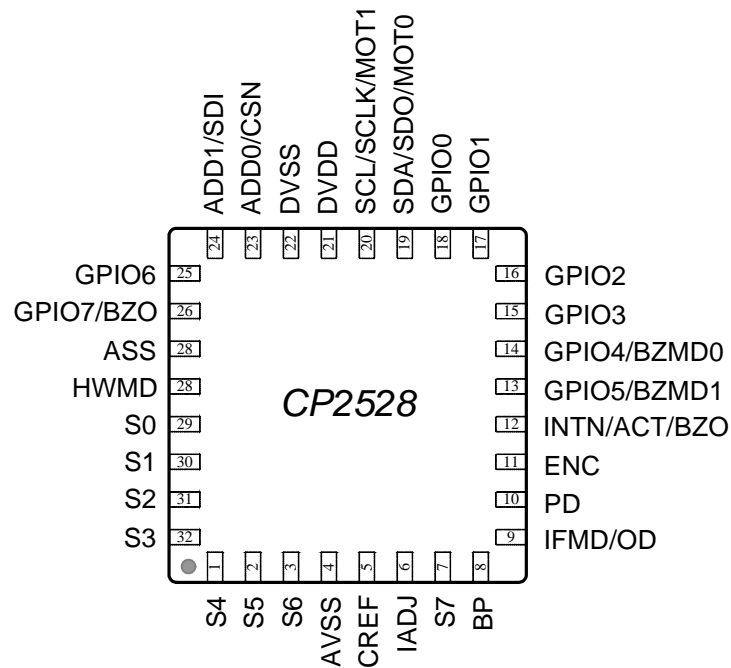 ADD1/SDI
ADD0/CSN
DVSS
DVDD
SCL/SCLK/MOT1
SDA/SDO/MOT0
GPIO0
GPIO1
24
23
22
21
20
19
18
17
GPIO6 25
GPIO7/BZO 26
ASS 28
HWMD 28
S0 29
S1 30
S2 31
S3 32
CP2528
16 GPIO2
15 GPIO3
14 GPIO4/BZMD0
13 GPIO5/BZMD1
12 INTN/ACT/BZO
11 ENC
10 PD
9 IFMD/OD
1
2
3
4
5
6
7
8
S4
S5
S6
AVSS
CREF
IADJ
S7
BP